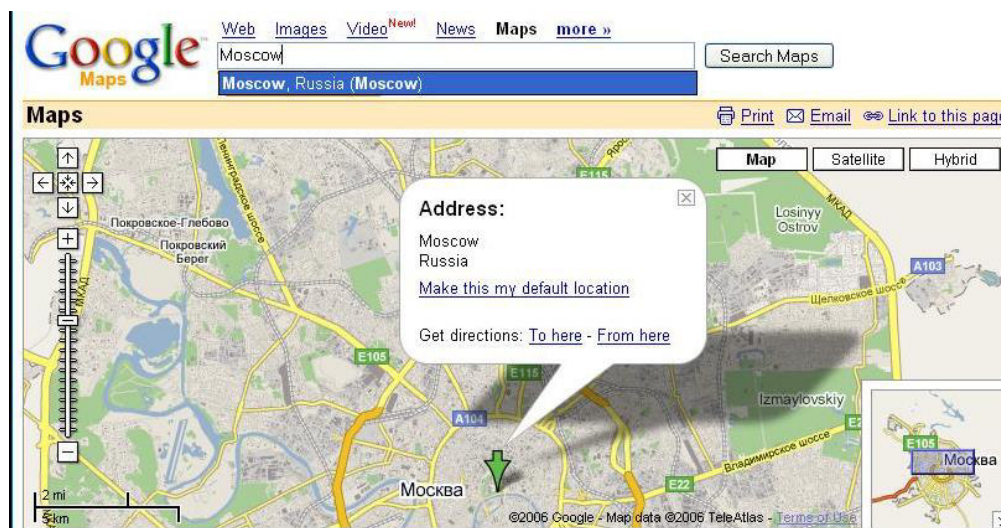 Google Maps
Web Images Video New! News Maps more »
Moscow
Search Maps
Moscow, Russia (Moscow)
Maps
Print Email Link to this page
Map Satellite Hybrid
E115
МКАД
Ленинградское шоссе
Losinyy
Ostrov
Address:
Moscow
Russia
Make this my default location
Get directions: To here - From here
Покровское-Глебово
Покровский
Берег
A103
Щелковское шоссе
E105
E115
Izmaylovskiy
A104
Владимирское шоссе
E22
E105
Москва
Москва
2 mi
5 km
©2006 Google - Map data ©2006 TeleAtlas - Terms of Use